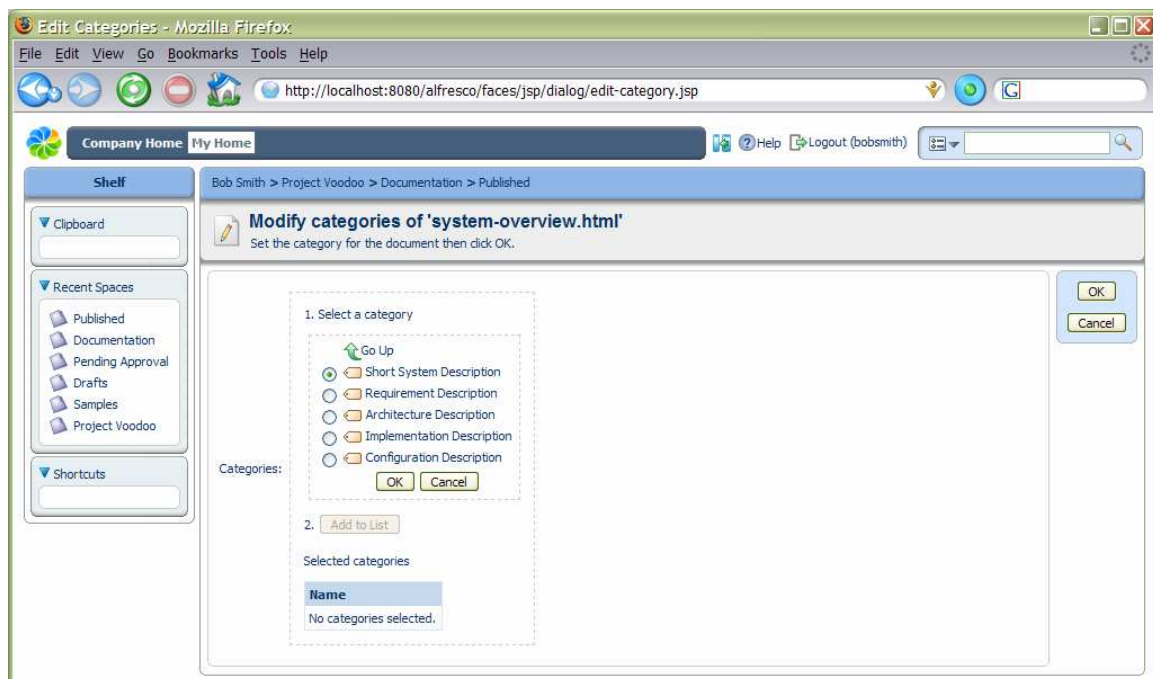 Edit Categories - Mozilla Firefox
File Edit View Go Bookmarks Tools Help
http://localhost:8080/alfresco/faces/jsp/dialog/edit-category.jsp
G
Company Home My Home
Help Logout (bobsmith)
Shelf
Bob Smith > Project Voodoo > Documentation > Published
Clipboard
Modify categories of 'system-overview.html'
Set the category for the document then click OK.
Recent Spaces
Published
Documentation
Pending Approval
Drafts
Samples
Project Voodoo
Shortcuts
Categories:
1. Select a category
Go Up
Short System Description
Requirement Description
Architecture Description
Implementation Description
Configuration Description
OK Cancel
2. Add to List
Selected categories
Name
No categories selected.
OK
Cancel